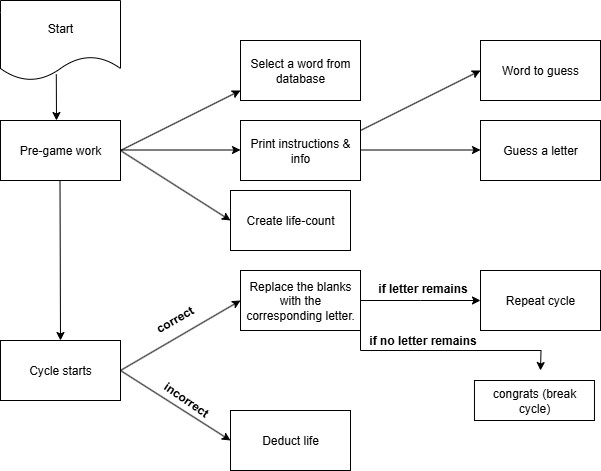 Start
Select a word from
database
Word to guess
Pre-game work
Print instructions &
info
Guess a letter
Create life-count
Replace the blanks
with the
corresponding letter.
if letter remains
Repeat cycle
correct
if no letter remains
Cycle starts
congrats (break
cycle)
incorrect
Deduct life